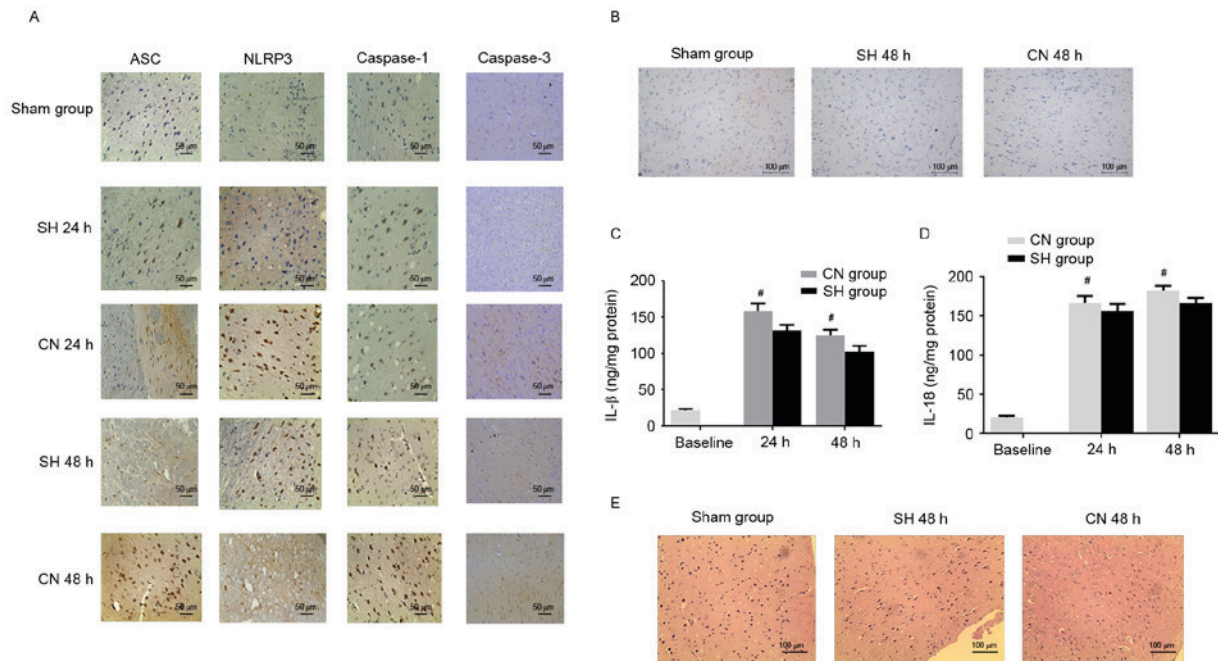 A
ASC NLRP3 Caspase-1 Caspase-3
Sham group
50 µm 50 µm 50 µm 50 µm
SH 24 h
50 µm 50 µm 50 µm 50 µm
CN 24 h
50 µm 50 µm 50 µm 50 µm
SH 48 h
50 µm 50 µm 50 µm 50 µm
CN 48 h
50 µm 50 µm 50 µm 50 µm
B
Sham group SH 48 h CN 48 h
100 µm 100 µm 100 µm
C
CN group
SH group
IL-β (ng/mg protein)
200
150
100
50
0
# #
Baseline 24 h 48 h
D
CN group
SH group
IL-18 (ng/mg protein)
200
150
100
50
0
# #
Baseline 24 h 48 h
E
Sham group SH 48 h CN 48 h
100 µm 100 µm 100 µm